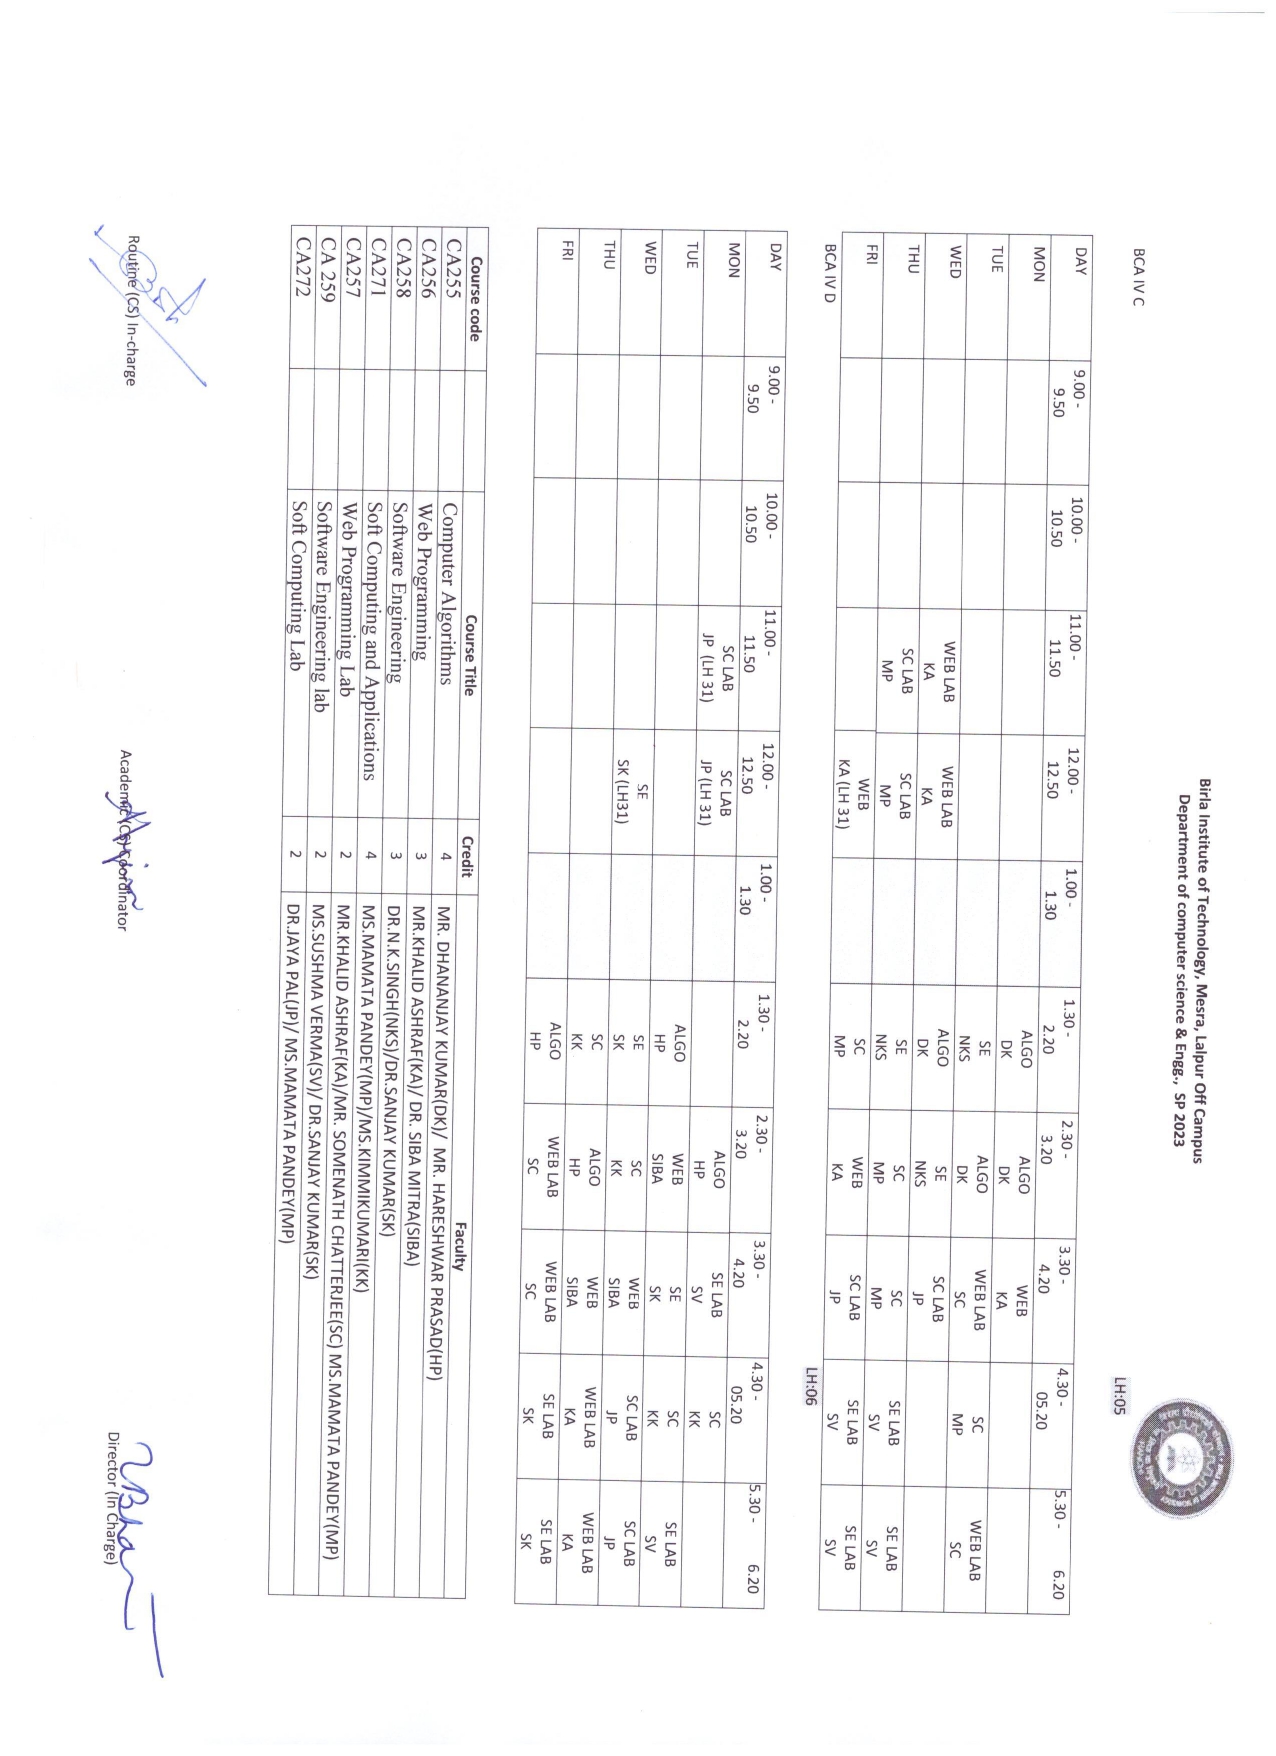 Birla Institute of Technology, Mesra, Lalpur Off Campus
Department of computer science & Engg., SP 2023
BCA IV C
LH:05
DAY 9.00 - 9.50 10.00 - 10.50 11.00 - 11.50 12.00 - 12.50 1.00 - 1.30 1.30 - 2.20 2.30 - 3.20 3.30 - 4.20 4.30 - 05.20 5.30 - 6.20
MON ALGO ALGO WEB
DK DK KA
TUE SE ALGO WEB LAB SC WEB LAB
NKS DK SC MP SC
WED WEB LAB WEB LAB ALGO SE SC LAB
KA KA DK NKS JP
THU SC LAB SC LAB SE SC SC SE LAB SE LAB
MP MP NKS MP MP SV SV
FRI WEB SC WEB SC LAB SE LAB SE LAB
KA (LH 31) MP KA JP SV SV
BCA IV D
LH:06
DAY 9.00 - 9.50 10.00 - 10.50 11.00 - 11.50 12.00 - 12.50 1.00 - 1.30 1.30 - 2.20 2.30 - 3.20 3.30 - 4.20 4.30 - 05.20 5.30 - 6.20
MON SC LAB SC LAB ALGO SE LAB SC
JP (LH 31) JP (LH 31) HP SV KK
TUE ALGO WEB SE SC SE LAB
HP SIBA SK KK SV
WED SE SE SC WEB SC LAB SC LAB
SK (LH31) SK KK SIBA JP JP
THU SC ALGO WEB WEB LAB WEB LAB
KK HP SIBA KA KA
FRI ALGO WEB LAB WEB LAB SE LAB SE LAB
HP SC SC SK SK
Course code Course Title Credit Faculty
CA255 Computer Algorithms 4 MR. DHANANJAY KUMAR(DK)/ MR. HARESHWAR PRASAD(HP)
CA256 Web Programming 3 MR.KHALID ASHRAF(KA)/ DR. SIBA MITRA(SIBA)
CA258 Software Engineering 3 DR.N.K.SINGH(NKS)/DR.SANJAY KUMAR(SK)
CA271 Soft Computing and Applications 4 MS.MAMATA PANDEY(MP)/MS.KIMMIKUMARI(KK)
CA257 Web Programming Lab 2 MR.KHALID ASHRAF(KA)/MR. SOMENATH CHATTERJEE(SC) MS.MAMATA PANDEY(MP)
CA 259 Software Engineering lab 2 MS.SUSHMA VERMA(SV)/ DR.SANJAY KUMAR(SK)
CA272 Soft Computing Lab 2 DR.JAYA PAL(JP)/ MS.MAMATA PANDEY(MP)
Routine (CS) In-charge
Academic (CS) Coordinator
Director (In Charge)